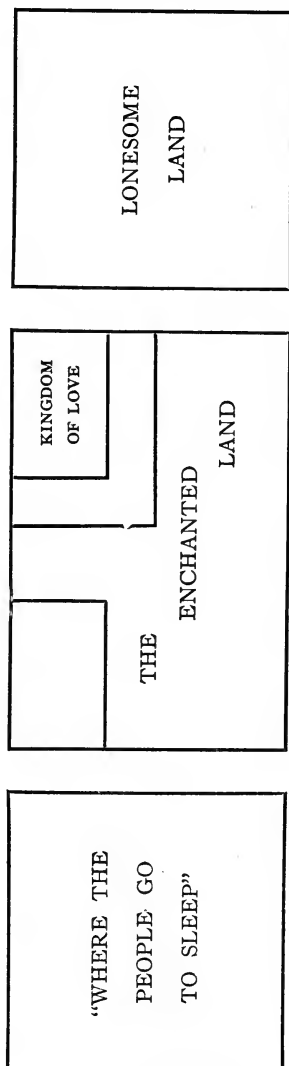 "WHERE THE
PEOPLE GO
TO SLEEP"
THE
ENCHANTED
LAND
KINGDOM
OF LOVE
LONESOME
LAND